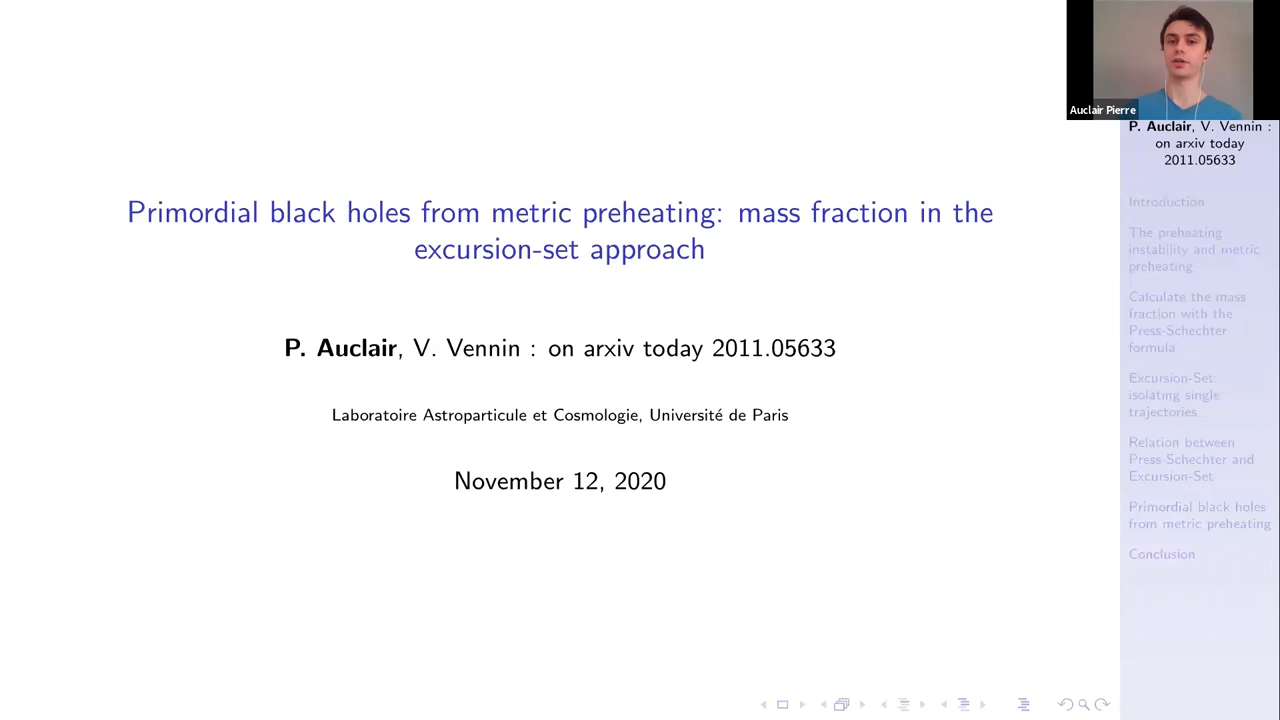 Primordial black holes from metric preheating: mass fraction in the
excursion-set approach
P. Auclair, V. Vennin : on arxiv today 2011.05633
Laboratoire Astroparticule et Cosmologie, Université de Paris
November 12, 2020
Auclair Pierre
P. Auclair, V. Vennin :
on arxiv today
2011.05633
Introduction
The preheating
instability and metric
preheating
Calculate the mass
fraction with the
Press-Schechter
formula
Excursion-Set:
isolating single
trajectories
Relation between
Press-Schechter and
Excursion-Set
Primordial black holes
from metric preheating
Conclusion